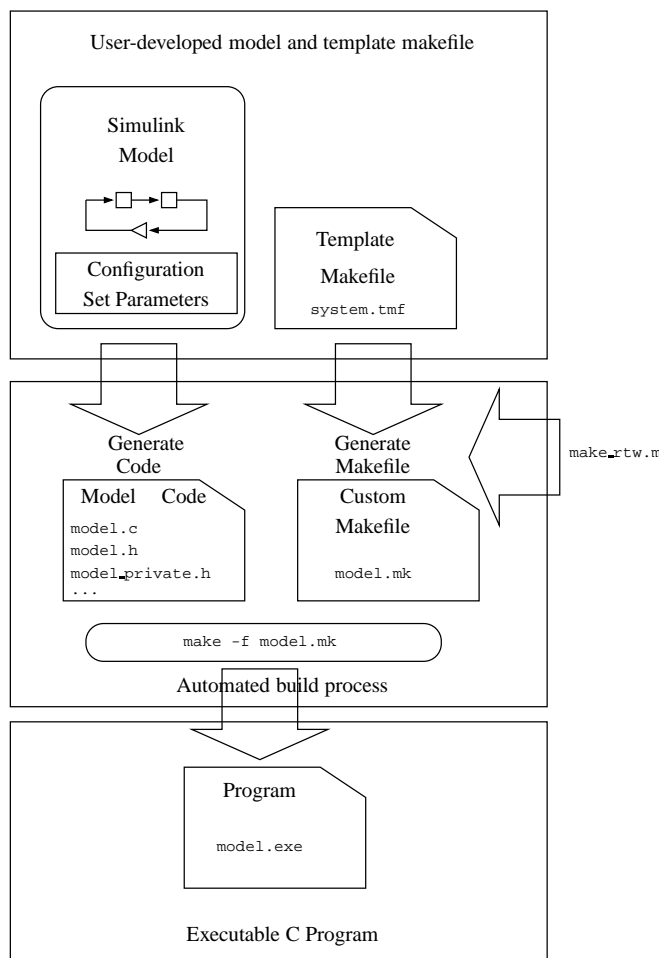 User-developed model and template makefile
Simulink
Model
Configuration
Set Parameters
Template
Makefile
system.tmf
Generate
Code
Generate
Makefile
make_rtw.m
Model Code
model.c
model.h
model_private.h
...
Custom
Makefile
model.mk
make -f model.mk
Automated build process
Program
model.exe
Executable C Program